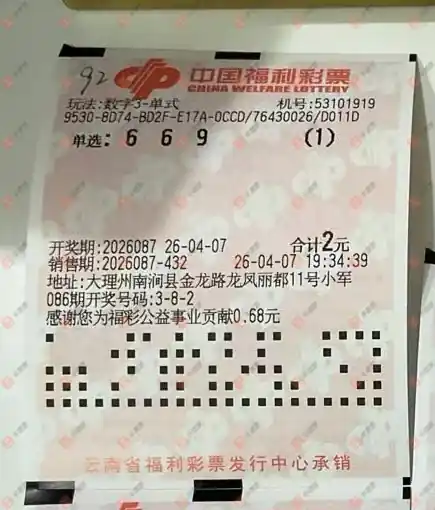 92
中国福利彩票
CHINA WELFARE LOTTERY
玩法:数字3-单式 机号:53101919
9530-8D74-BD2F-E17A-0CCD/76430026/D011D
单选: 6 6 9 (1)
开奖期:2026087 26-04-07 合计2元
销售期:2026087-432 26-04-07 19:34:39
地址:大理州南涧县金龙路龙凤丽都11号小军
086期开奖号码:3-8-2
感谢您为福彩公益事业贡献0.68元
云南省福利彩票发行中心承销